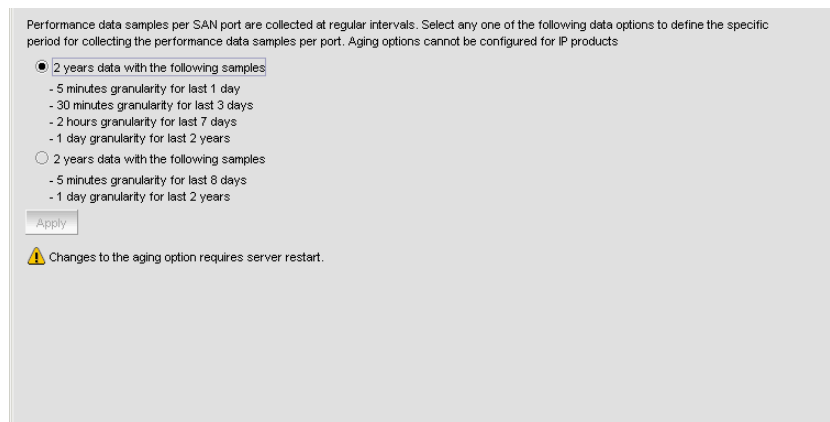 Performance data samples per SAN port are collected at regular intervals. Select any one of the following data options to define the specific
period for collecting the performance data samples per port. Aging options cannot be configured for IP products
2 years data with the following samples
- 5 minutes granularity for last 1 day
- 30 minutes granularity for last 3 days
- 2 hours granularity for last 7 days
- 1 day granularity for last 2 years
2 years data with the following samples
- 5 minutes granularity for last 8 days
- 1 day granularity for last 2 years
Apply
Changes to the aging option requires server restart.